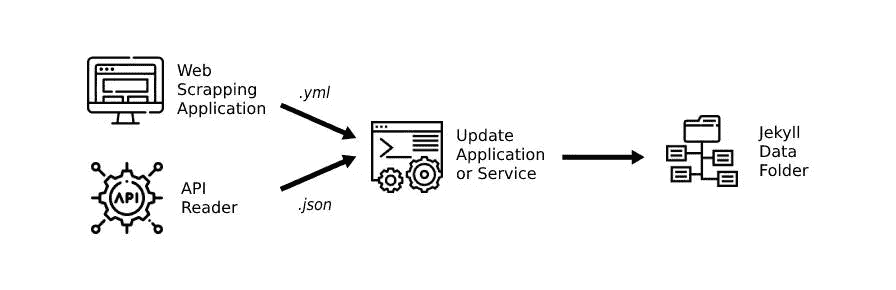 Web
Scrapping
Application
.yml
API
API
Reader
.json
Update
Application
or Service
Jekyll
Data
Folder